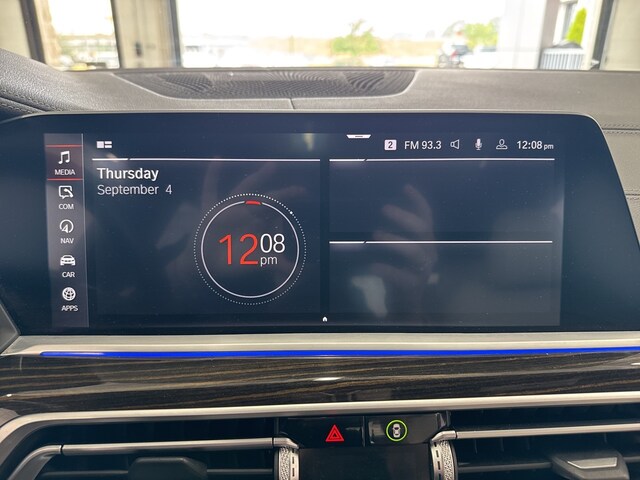 2 FM 93.3 12:08 pm
MEDIA
COM
NAV
CAR
APPS
Thursday
September 4
12 08 pm